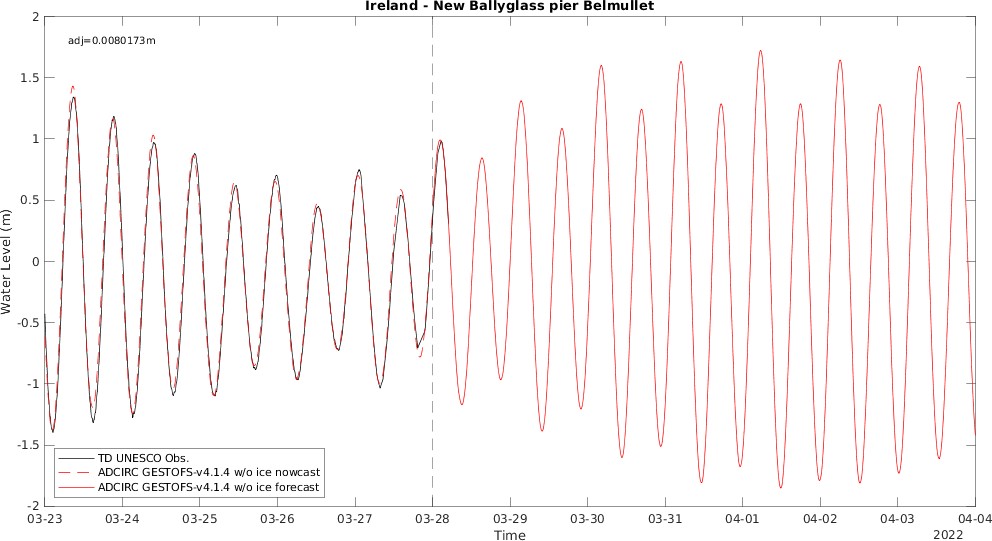 Ireland - New Ballyglass pier Belmullet
adj=0.0080173m
Water Level (m)
2
1.5
1
0.5
0
-0.5
-1
-1.5
-2
TD UNESCO Obs.
ADCIRC GESTOFS-v4.1.4 w/o ice nowcast
ADCIRC GESTOFS-v4.1.4 w/o ice forecast
03-23 03-24 03-25 03-26 03-27 03-28 03-29 03-30 03-31 04-01 04-02 04-03 04-04
Time
2022